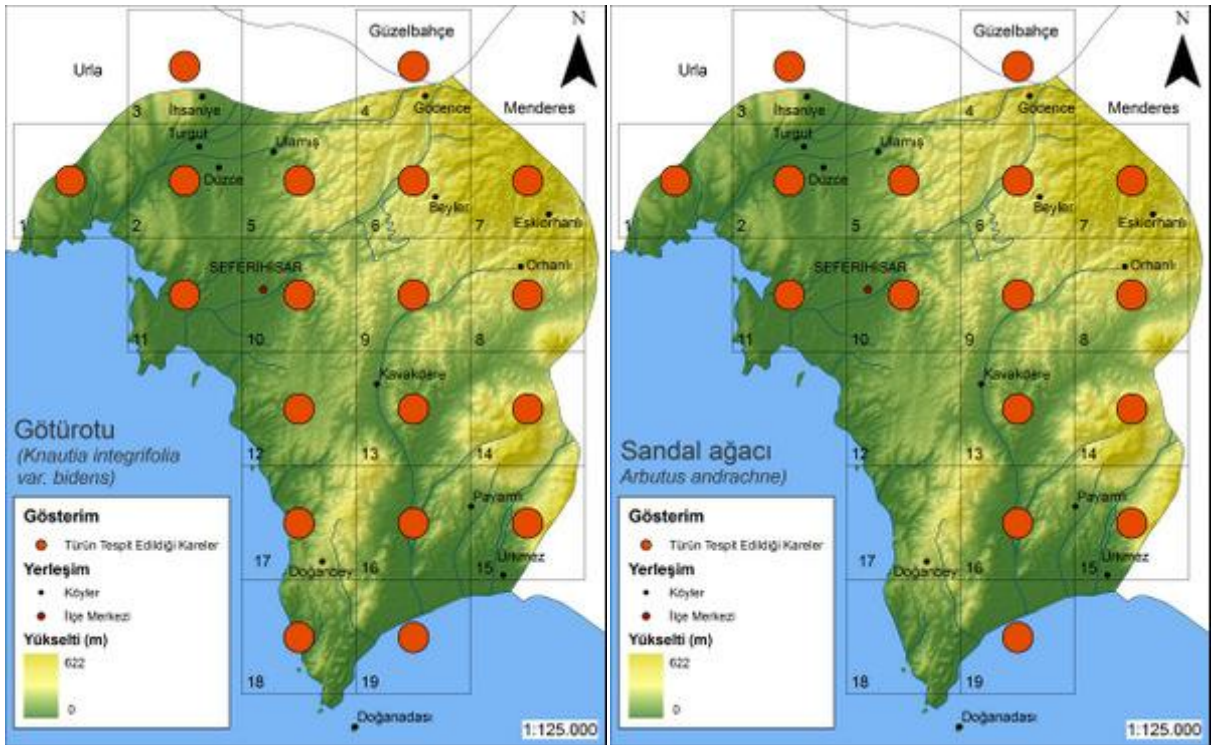 N
Güzelbahçe
Urla
Menderes
3
4
İhsaniye
Gödence
Turgut
Ulamış
Düzce
Beyler
Eskiorhanlı
1
2
5
6
7
SEFERİHİSAR
Orhanlı
11
10
9
8
Kavakdere
Götürotu
(Knautia integrifolia
var. bidens)
12
13
14
Payamlı
Gösterim
Türün Tespit Edildiği Kareler
Yerleşim
Köyler
İlçe Merkezi
Yükselti (m)
622
0
17
Doğanbey
16
15
Ürkmez
18
19
Doğanadası
1:125.000
N
Güzelbahçe
Urla
Menderes
3
4
İhsaniye
Gödence
Turgut
Ulamış
Düzce
Beyler
Eskiorhanlı
1
2
5
6
7
SEFERİHİSAR
Orhanlı
11
10
9
8
Kavakdere
Sandal ağacı
Arbutus andrachne)
12
13
14
Payamlı
Gösterim
Türün Tespit Edildiği Kareler
Yerleşim
Köyler
İlçe Merkezi
Yükselti (m)
622
0
17
Doğanbey
16
15
Ürkmez
18
19
Doğanadası
1:125.000